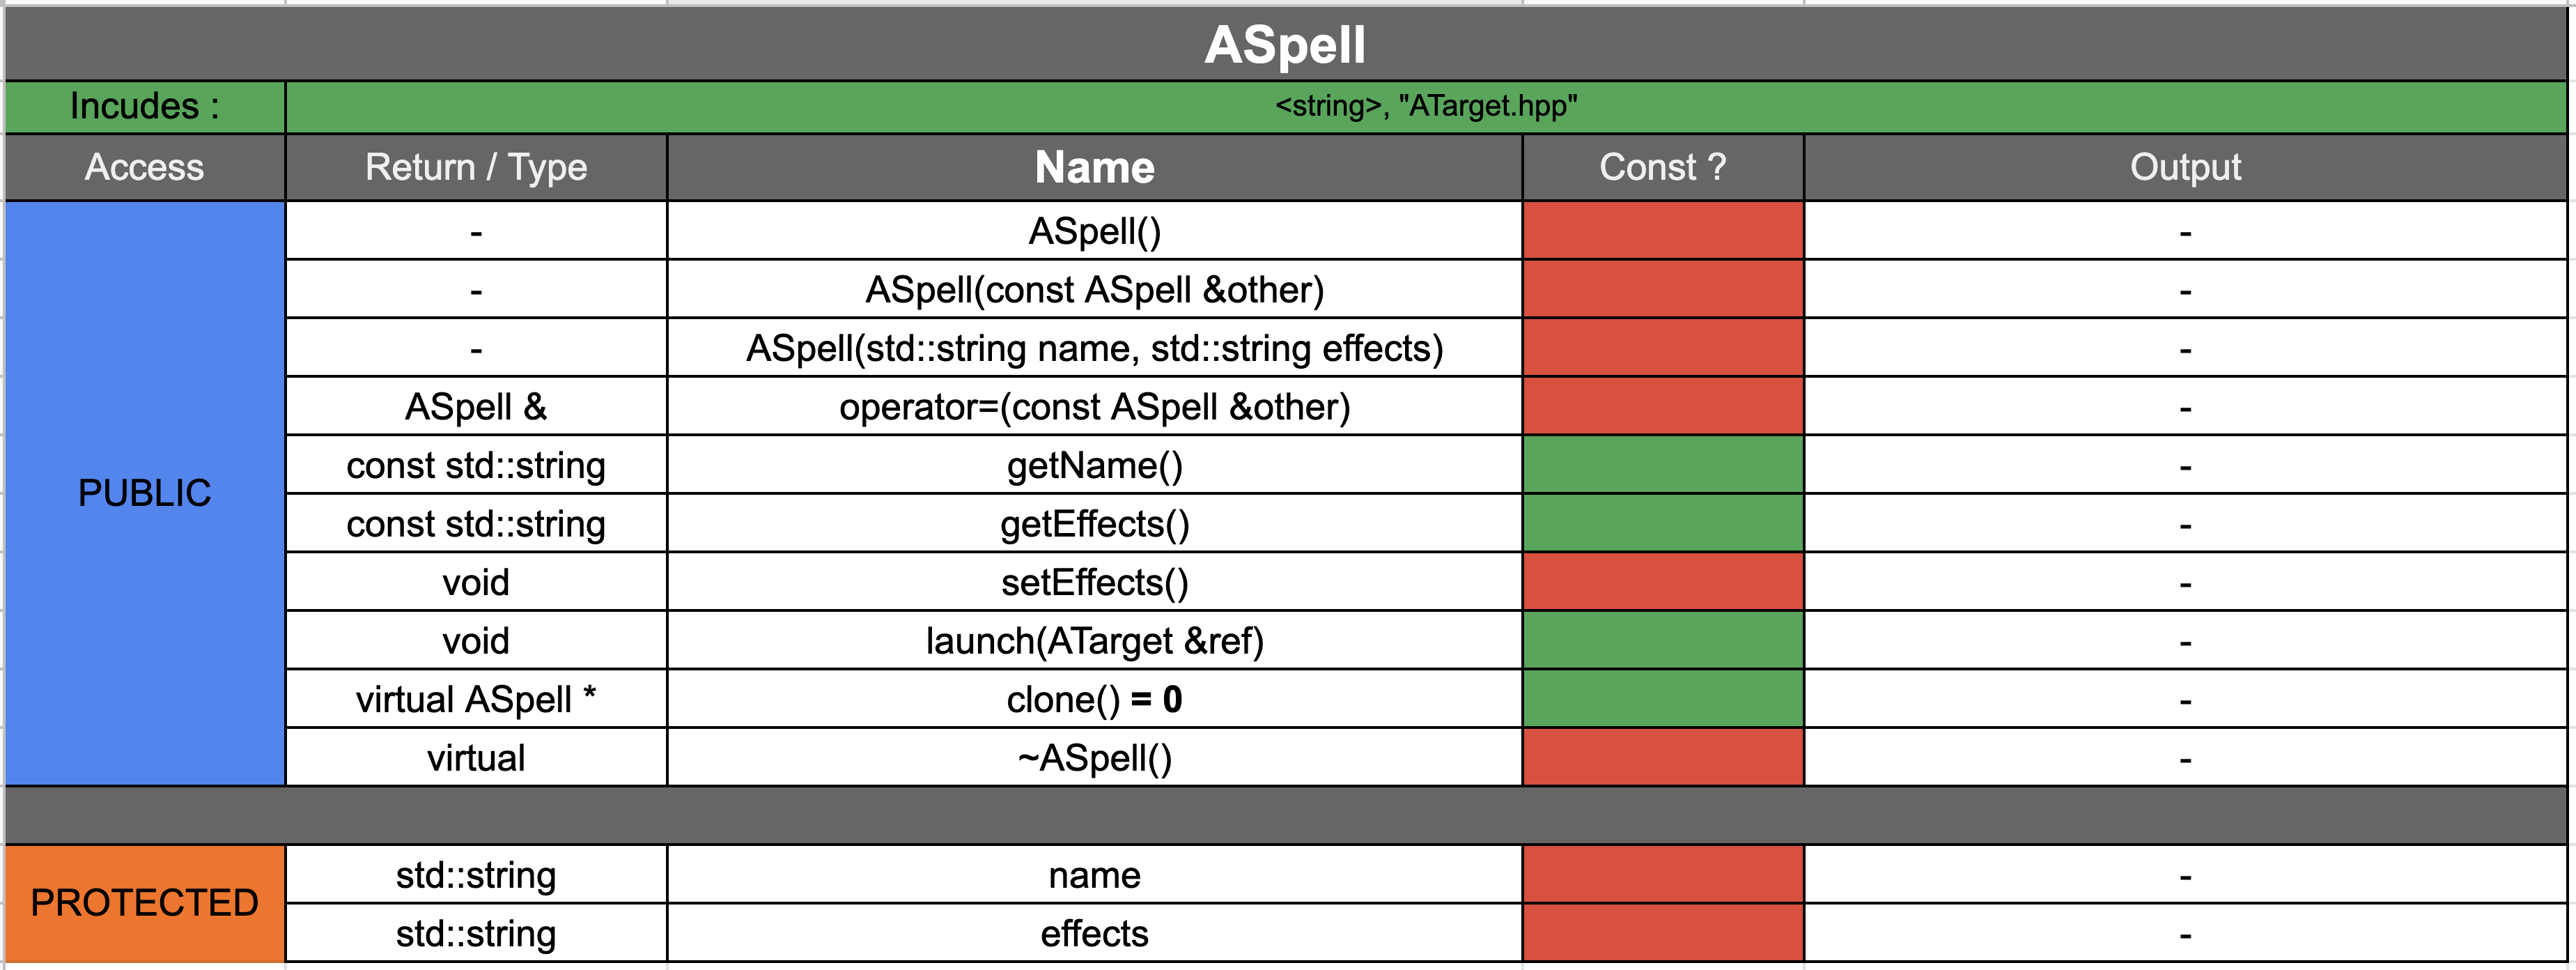 ASpell
Incudes :
<string>, "ATarget.hpp"
Access Return / Type Name Const ? Output
PUBLIC
- ASpell() -
- ASpell(const ASpell &other) -
- ASpell(std::string name, std::string effects) -
ASpell & operator=(const ASpell &other) -
const std::string getName() -
const std::string getEffects() -
void setEffects() -
void launch(ATarget &ref) -
virtual ASpell * clone() = 0 -
virtual ~ASpell() -
PROTECTED
std::string name -
std::string effects -